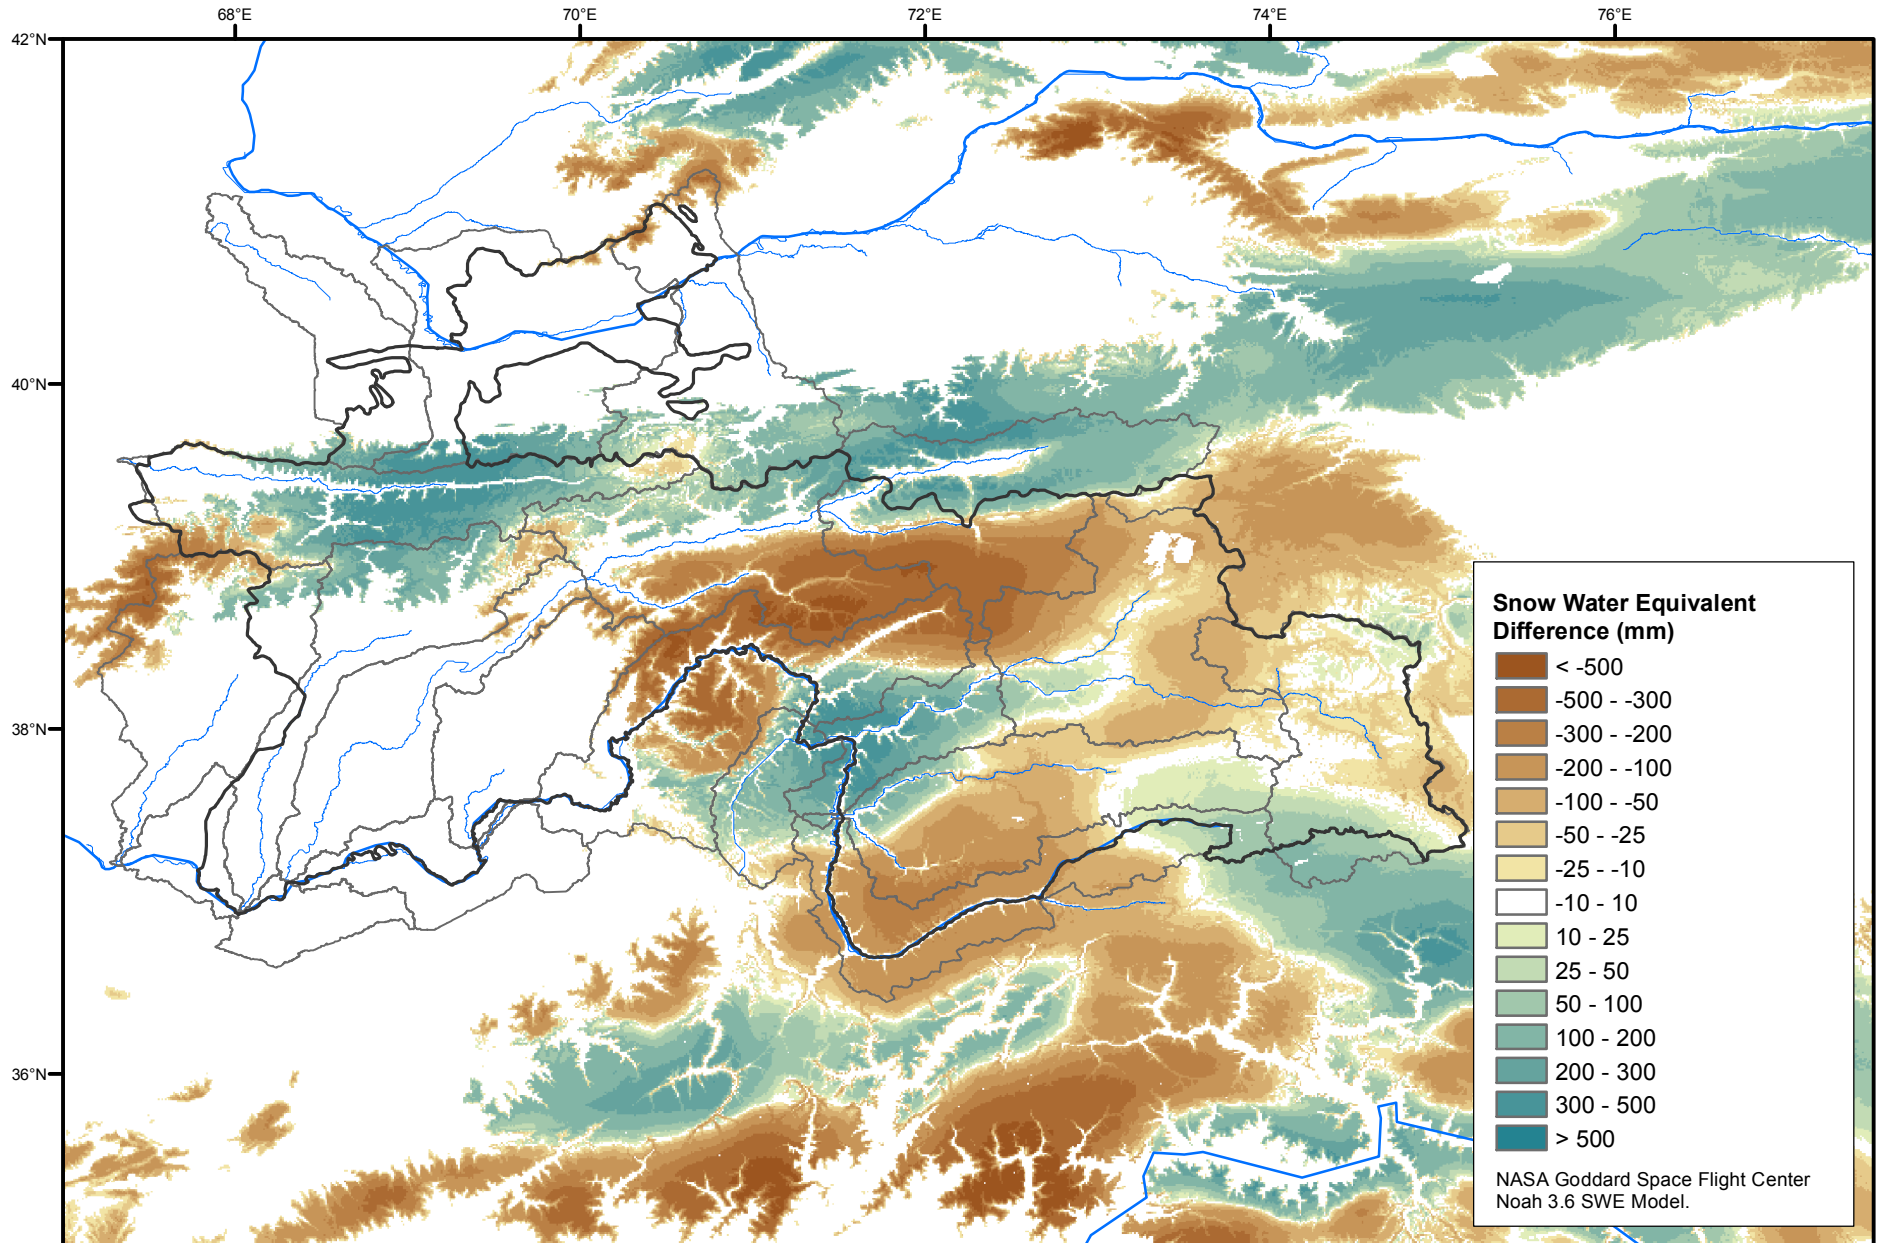 68°E 70°E 72°E 74°E 76°E
42°N
40°N
38°N
36°N
Snow Water Equivalent
Difference (mm)
< -500
-500 - -300
-300 - -200
-200 - -100
-100 - -50
-50 - -25
-25 - -10
-10 - 10
10 - 25
25 - 50
50 - 100
100 - 200
200 - 300
300 - 500
> 500
NASA Goddard Space Flight Center
Noah 3.6 SWE Model.